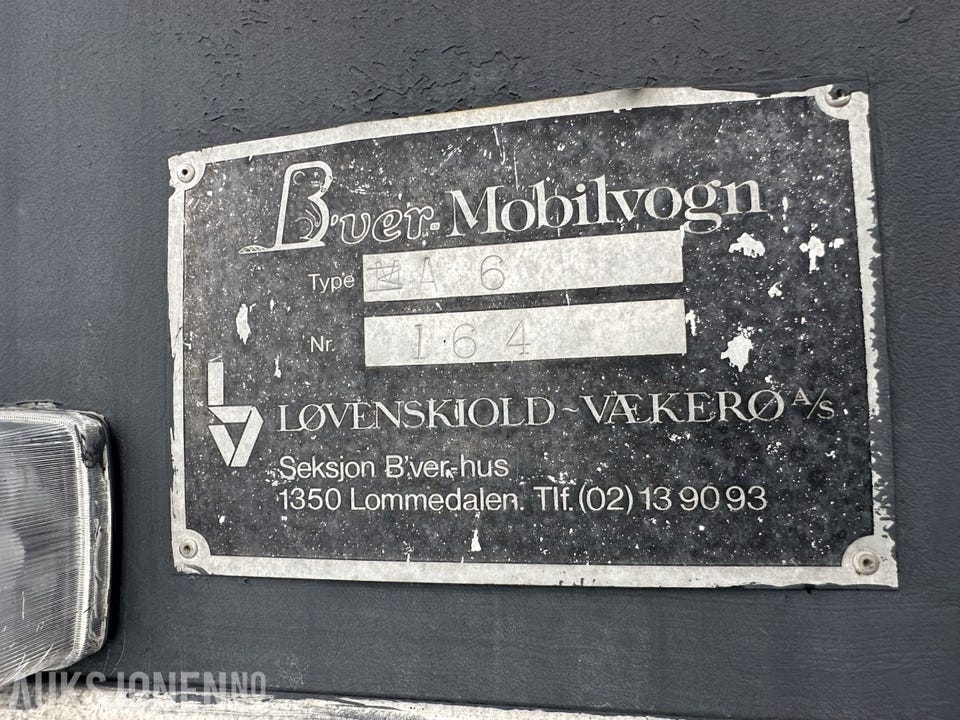 B'ver-Mobilvogn
Type A 6
Nr. 164
LØVENSKIOLD ~ VÆKERØ A/S
Seksjon B'ver-hus
1350 Lommedalen. Tlf. (02) 13 90 93
AUKSJONEN.NO